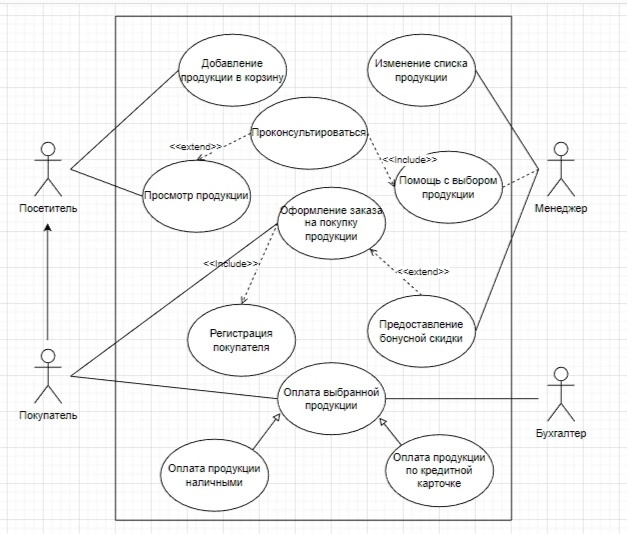 Добавление
продукции в корзину
Изменение списка
продукции
Проконсультироваться
<<extend>>
<<include>>
Посетитель
Просмотр продукции
Помощь с выбором
продукции
Менеджер
Оформление заказа
на покупку
продукции
<<include>>
<<extend>>
Регистрация
покупателя
Предоставление
бонусной скидки
Покупатель
Оплата выбранной
продукции
Бухгалтер
Оплата продукции
наличными
Оплата продукции
по кредитной
карточке